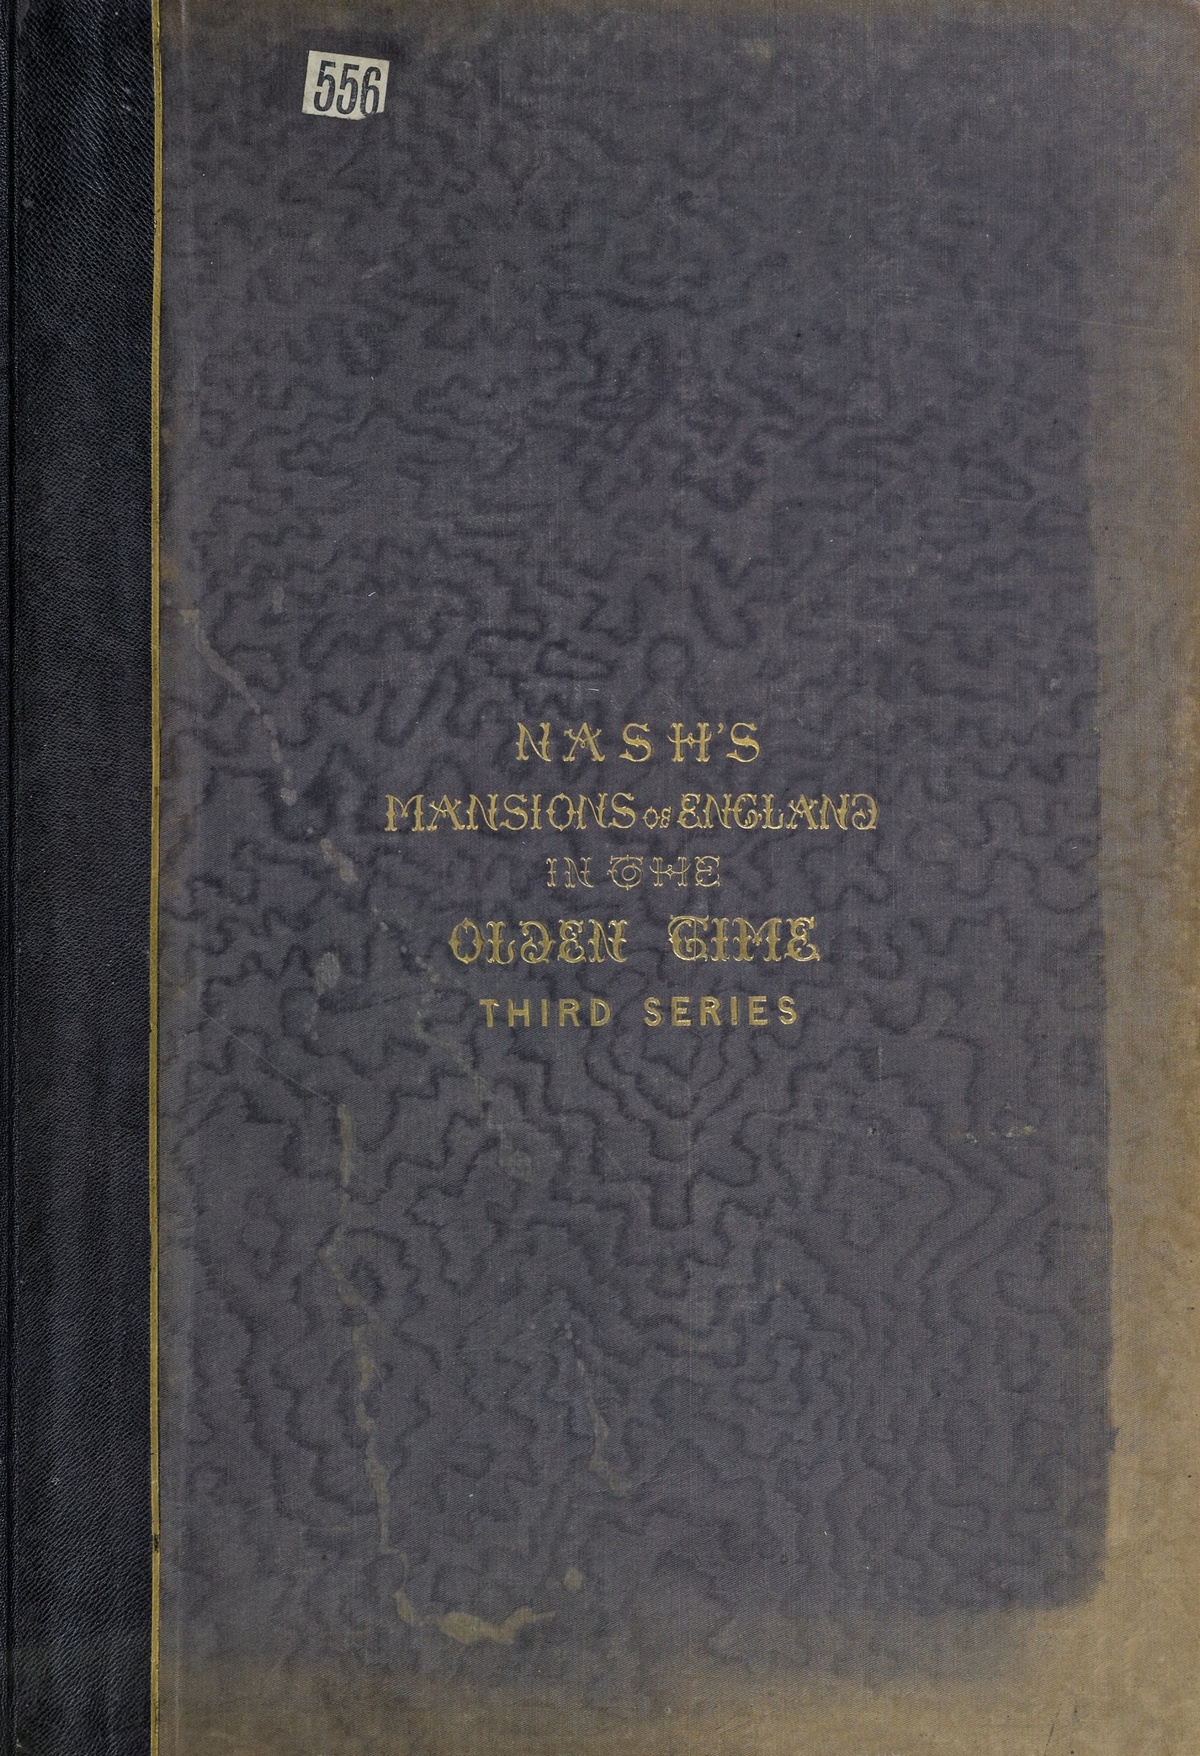 556
NASH'S
MANSIONS OF ENGLAND
IN THE
OLDEN TIME
THIRD SERIES